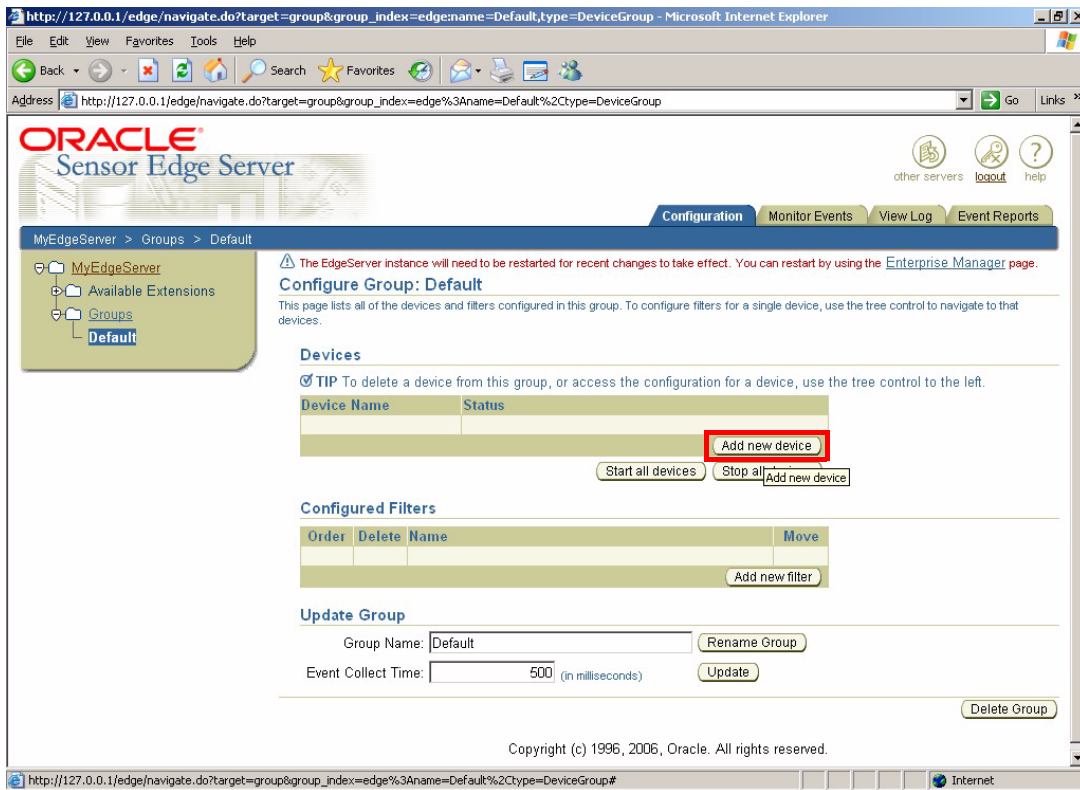 http://127.0.0.1/edge/navigate.do?target=group&group_index=edge:name=Default,type=DeviceGroup - Microsoft Internet Explorer
File Edit View Favorites Tools Help
Back Search Favorites
Address http://127.0.0.1/edge/navigate.do?target=group&group_index=edge%3Aname=Default%2Ctype=DeviceGroup Go Links »
ORACLE
Sensor Edge Server
other servers logout help
Configuration Monitor Events View Log Event Reports
MyEdgeServer > Groups > Default
MyEdgeServer
Available Extensions
Groups
Default
The EdgeServer instance will need to be restarted for recent changes to take effect. You can restart by using the Enterprise Manager page.
Configure Group: Default
This page lists all of the devices and filters configured in this group. To configure filters for a single device, use the tree control to navigate to that
devices.
Devices
TIP To delete a device from this group, or access the configuration for a device, use the tree control to the left.
Device Name Status
Add new device
Start all devices Stop all
Add new device
Configured Filters
Order Delete Name Move
Add new filter
Update Group
Group Name: Default Rename Group
Event Collect Time: 500 (in milliseconds) Update
Delete Group
Copyright (c) 1996, 2006, Oracle. All rights reserved.
http://127.0.0.1/edge/navigate.do?target=group&group_index=edge%3Aname=Default%2Ctype=DeviceGroup# Internet